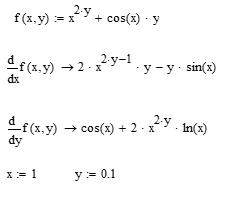 f(x,y) := x^(2·y) + cos(x) · y
d/dx f(x,y) → 2 · x^(2·y−1) · y − y · sin(x)
d/dy f(x,y) → cos(x) + 2 · x^(2·y) · ln(x)
x := 1 y := 0.1